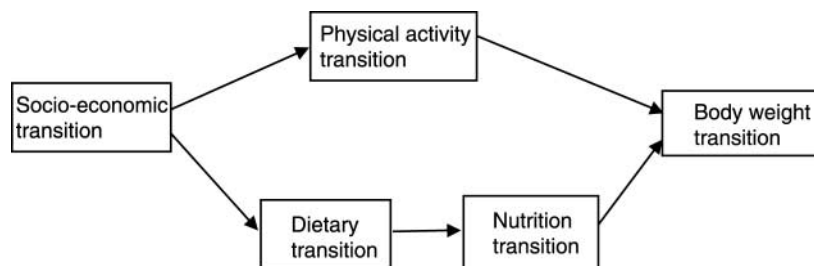 Physical activity
transition
Socio-economic
transition
Body weight
transition
Dietary
transition
Nutrition
transition